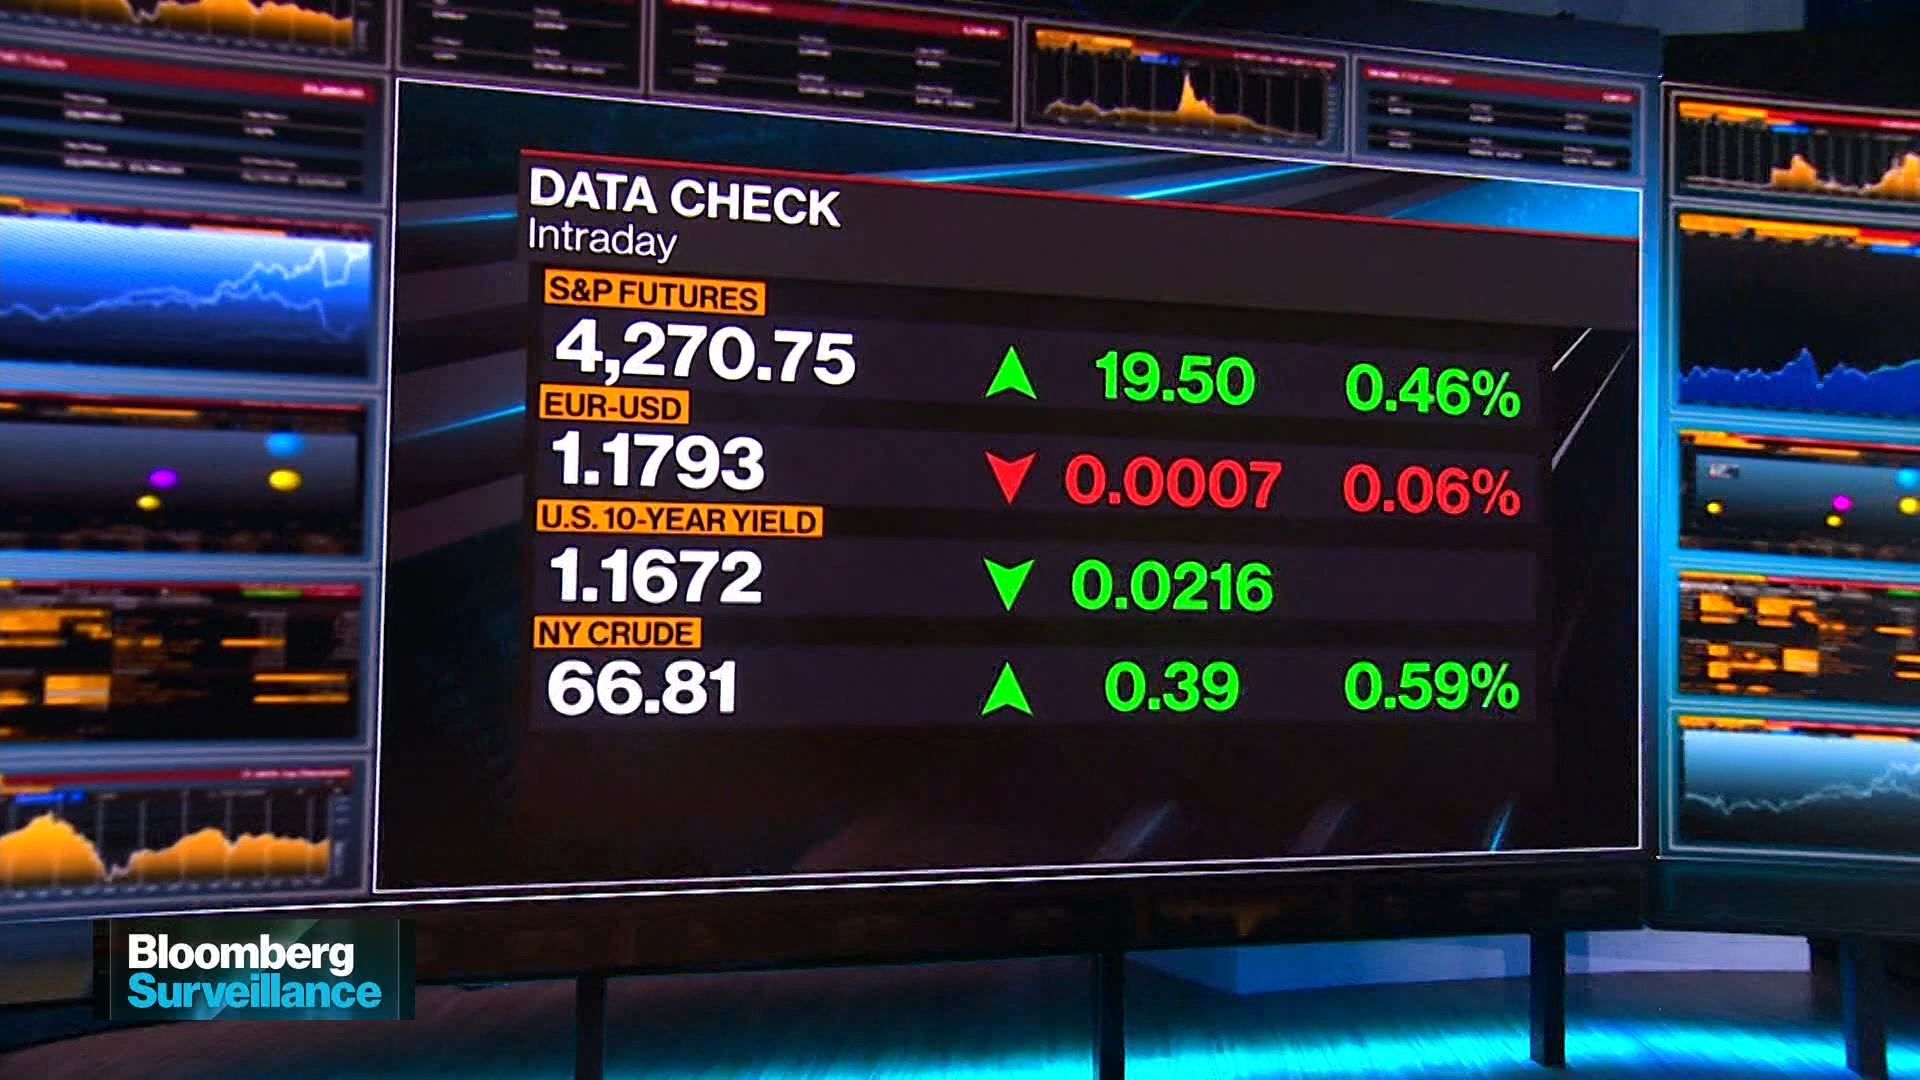 DATA CHECK
Intraday
S&P FUTURES
4,270.75 ▲ 19.50 0.46%
EUR-USD
1.1793 ▼ 0.0007 0.06%
U.S. 10-YEAR YIELD
1.1672 ▼ 0.0216
NY CRUDE
66.81 ▲ 0.39 0.59%
Bloomberg
Surveillance